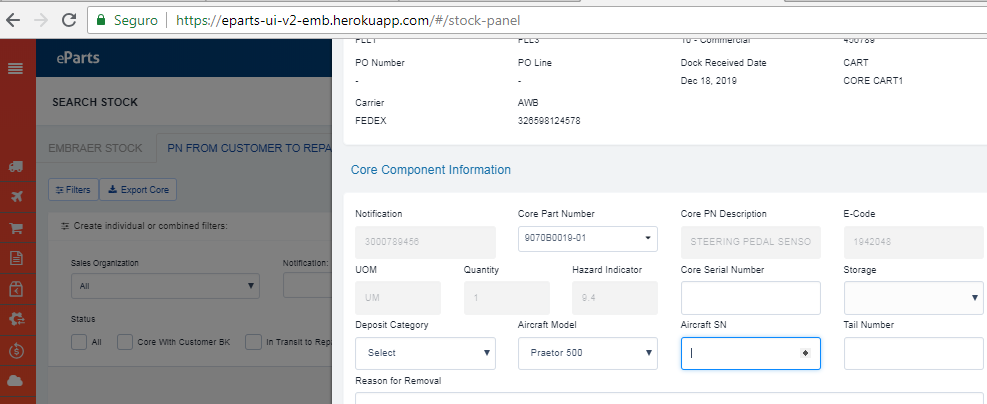 Seguro | https://eparts-ui-v2-emb.herokuapp.com/#/stock-panel
eParts
SEARCH STOCK
EMBRAER STOCK
PN FROM CUSTOMER TO REPA
Filters
Export Core
Create individual or combined filters:
Sales Organization
Notification:
All
Status
All
Core With Customer BK
In Transit to Rep
FLL1
FLL3
10 - Commercial
456789
PO Number
PO Line
Dock Received Date
CART
-
-
Dec 18, 2019
CORE CART1
Carrier
AWB
FEDEX
326598124578
Core Component Information
Notification
Core Part Number
Core PN Description
E-Code
3000789456
9070B0019-01
STEERING PEDAL SENSO
1942048
UOM
Quantity
Hazard Indicator
Core Serial Number
Storage
UM
1
9.4
Deposit Category
Aircraft Model
Aircraft SN
Tail Number
Select
Praetor 500
Reason for Removal